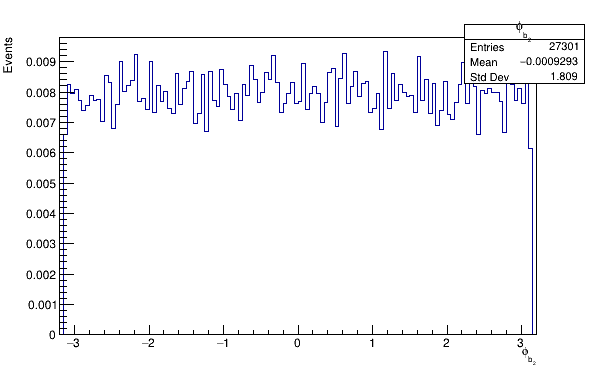 ϕb2
Entries 27301
Mean −0.0009293
Std Dev 1.809
Events
0.009
0.008
0.007
0.006
0.005
0.004
0.003
0.002
0.001
0
−3 −2 −1 0 1 2 3
ϕb2